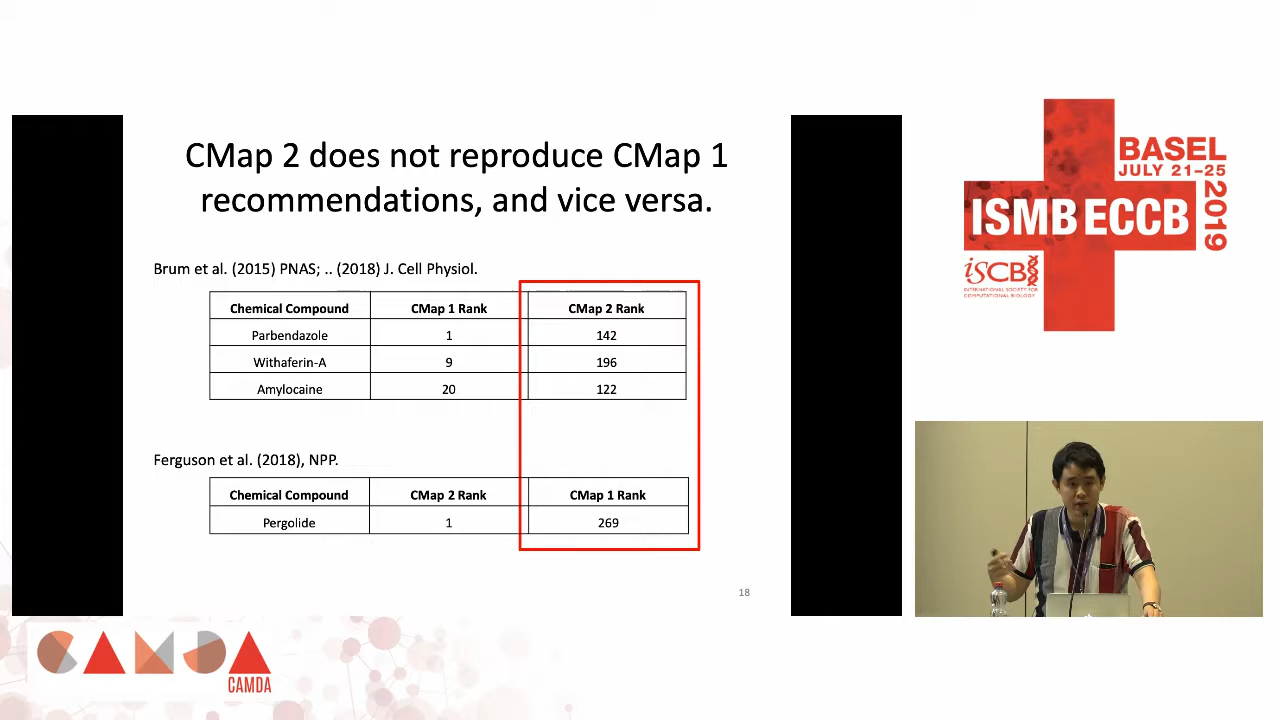 CMap 2 does not reproduce CMap 1
recommendations, and vice versa.
Brum et al. (2015) PNAS; .. (2018) J. Cell Physiol.
Chemical Compound CMap 1 Rank CMap 2 Rank
Parbendazole 1 142
Withaferin-A 9 196
Amylocaine 20 122
Ferguson et al. (2018), NPP.
Chemical Compound CMap 2 Rank CMap 1 Rank
Pergolide 1 269
18
BASEL
JULY 21-25
2019
ISMB ECCB
ISCB
INTERNATIONAL SOCIETY FOR
COMPUTATIONAL BIOLOGY
CAMDA
CAMDA